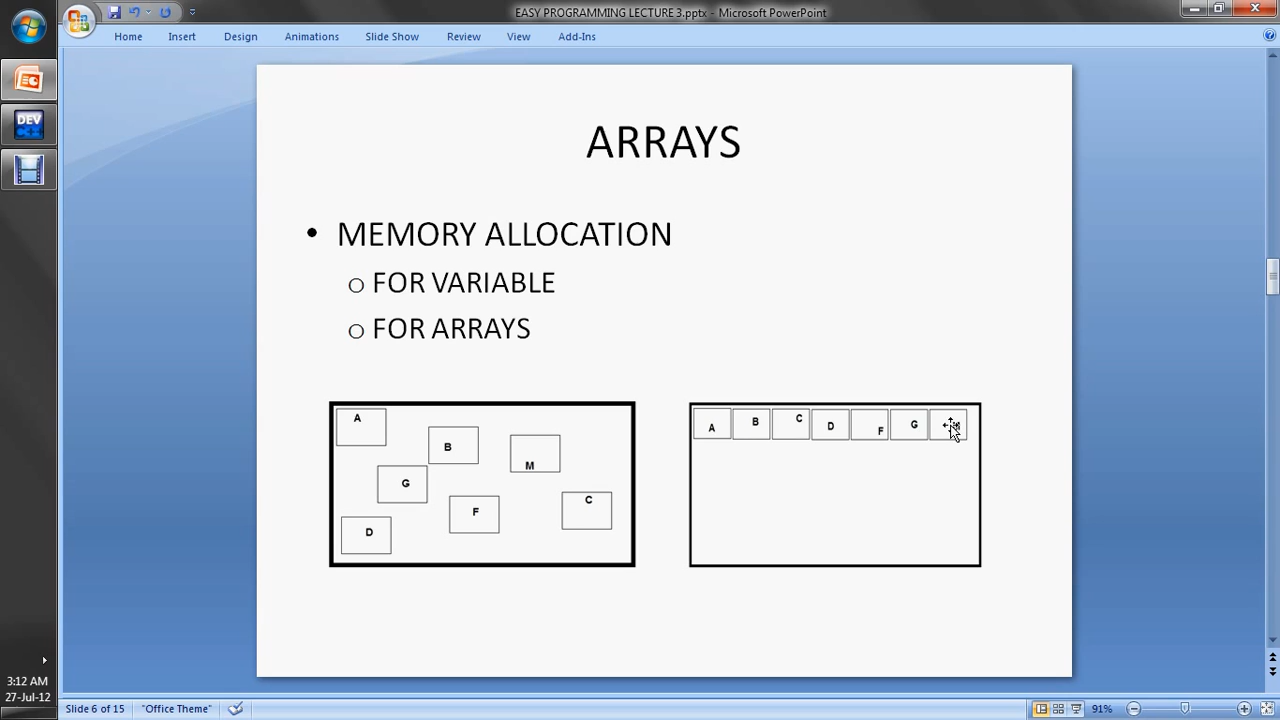 EASY PROGRAMMING LECTURE 3.pptx - Microsoft PowerPoint
Home Insert Design Animations Slide Show Review View Add-Ins
DEV
ARRAYS
• MEMORY ALLOCATION
o FOR VARIABLE
o FOR ARRAYS
A
B
M
G
C
F
D
A B C D F G
3:12 AM
27-Jul-12
Slide 6 of 15 "Office Theme" 91%